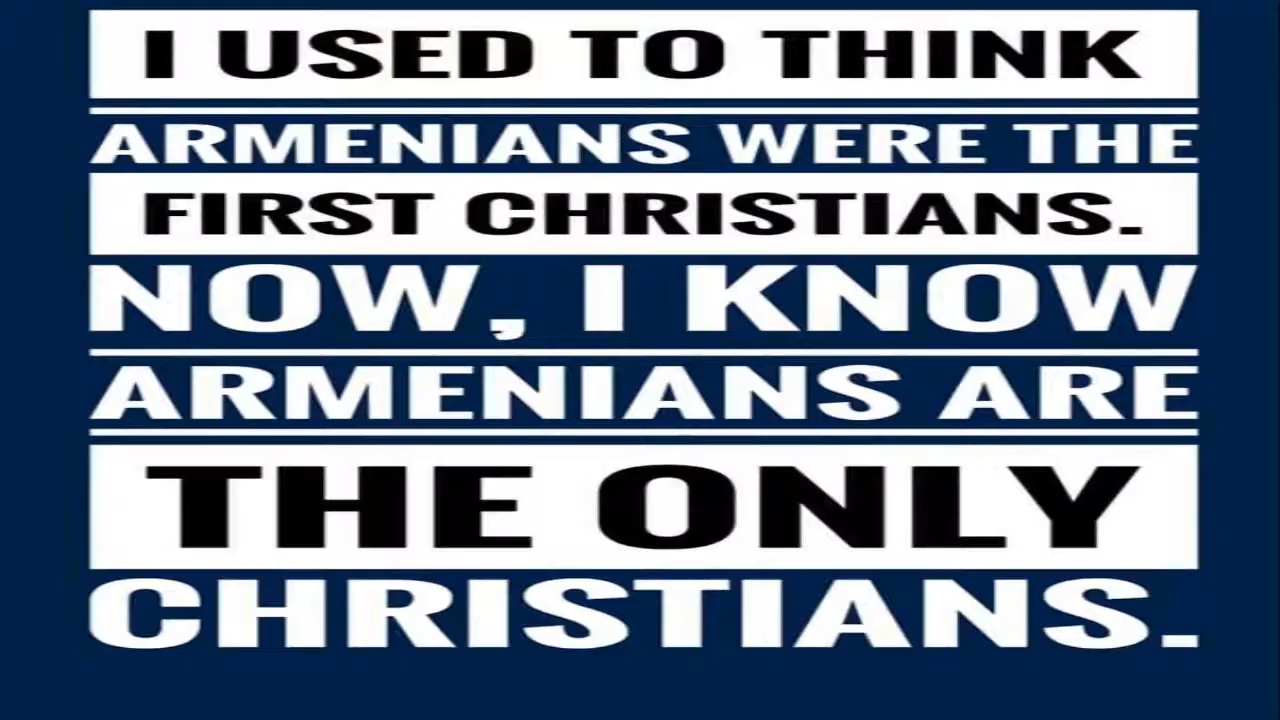 I USED TO THINK
ARMENIANS WERE THE
FIRST CHRISTIANS.
NOW, I KNOW
ARMENIANS ARE
THE ONLY
CHRISTIANS.